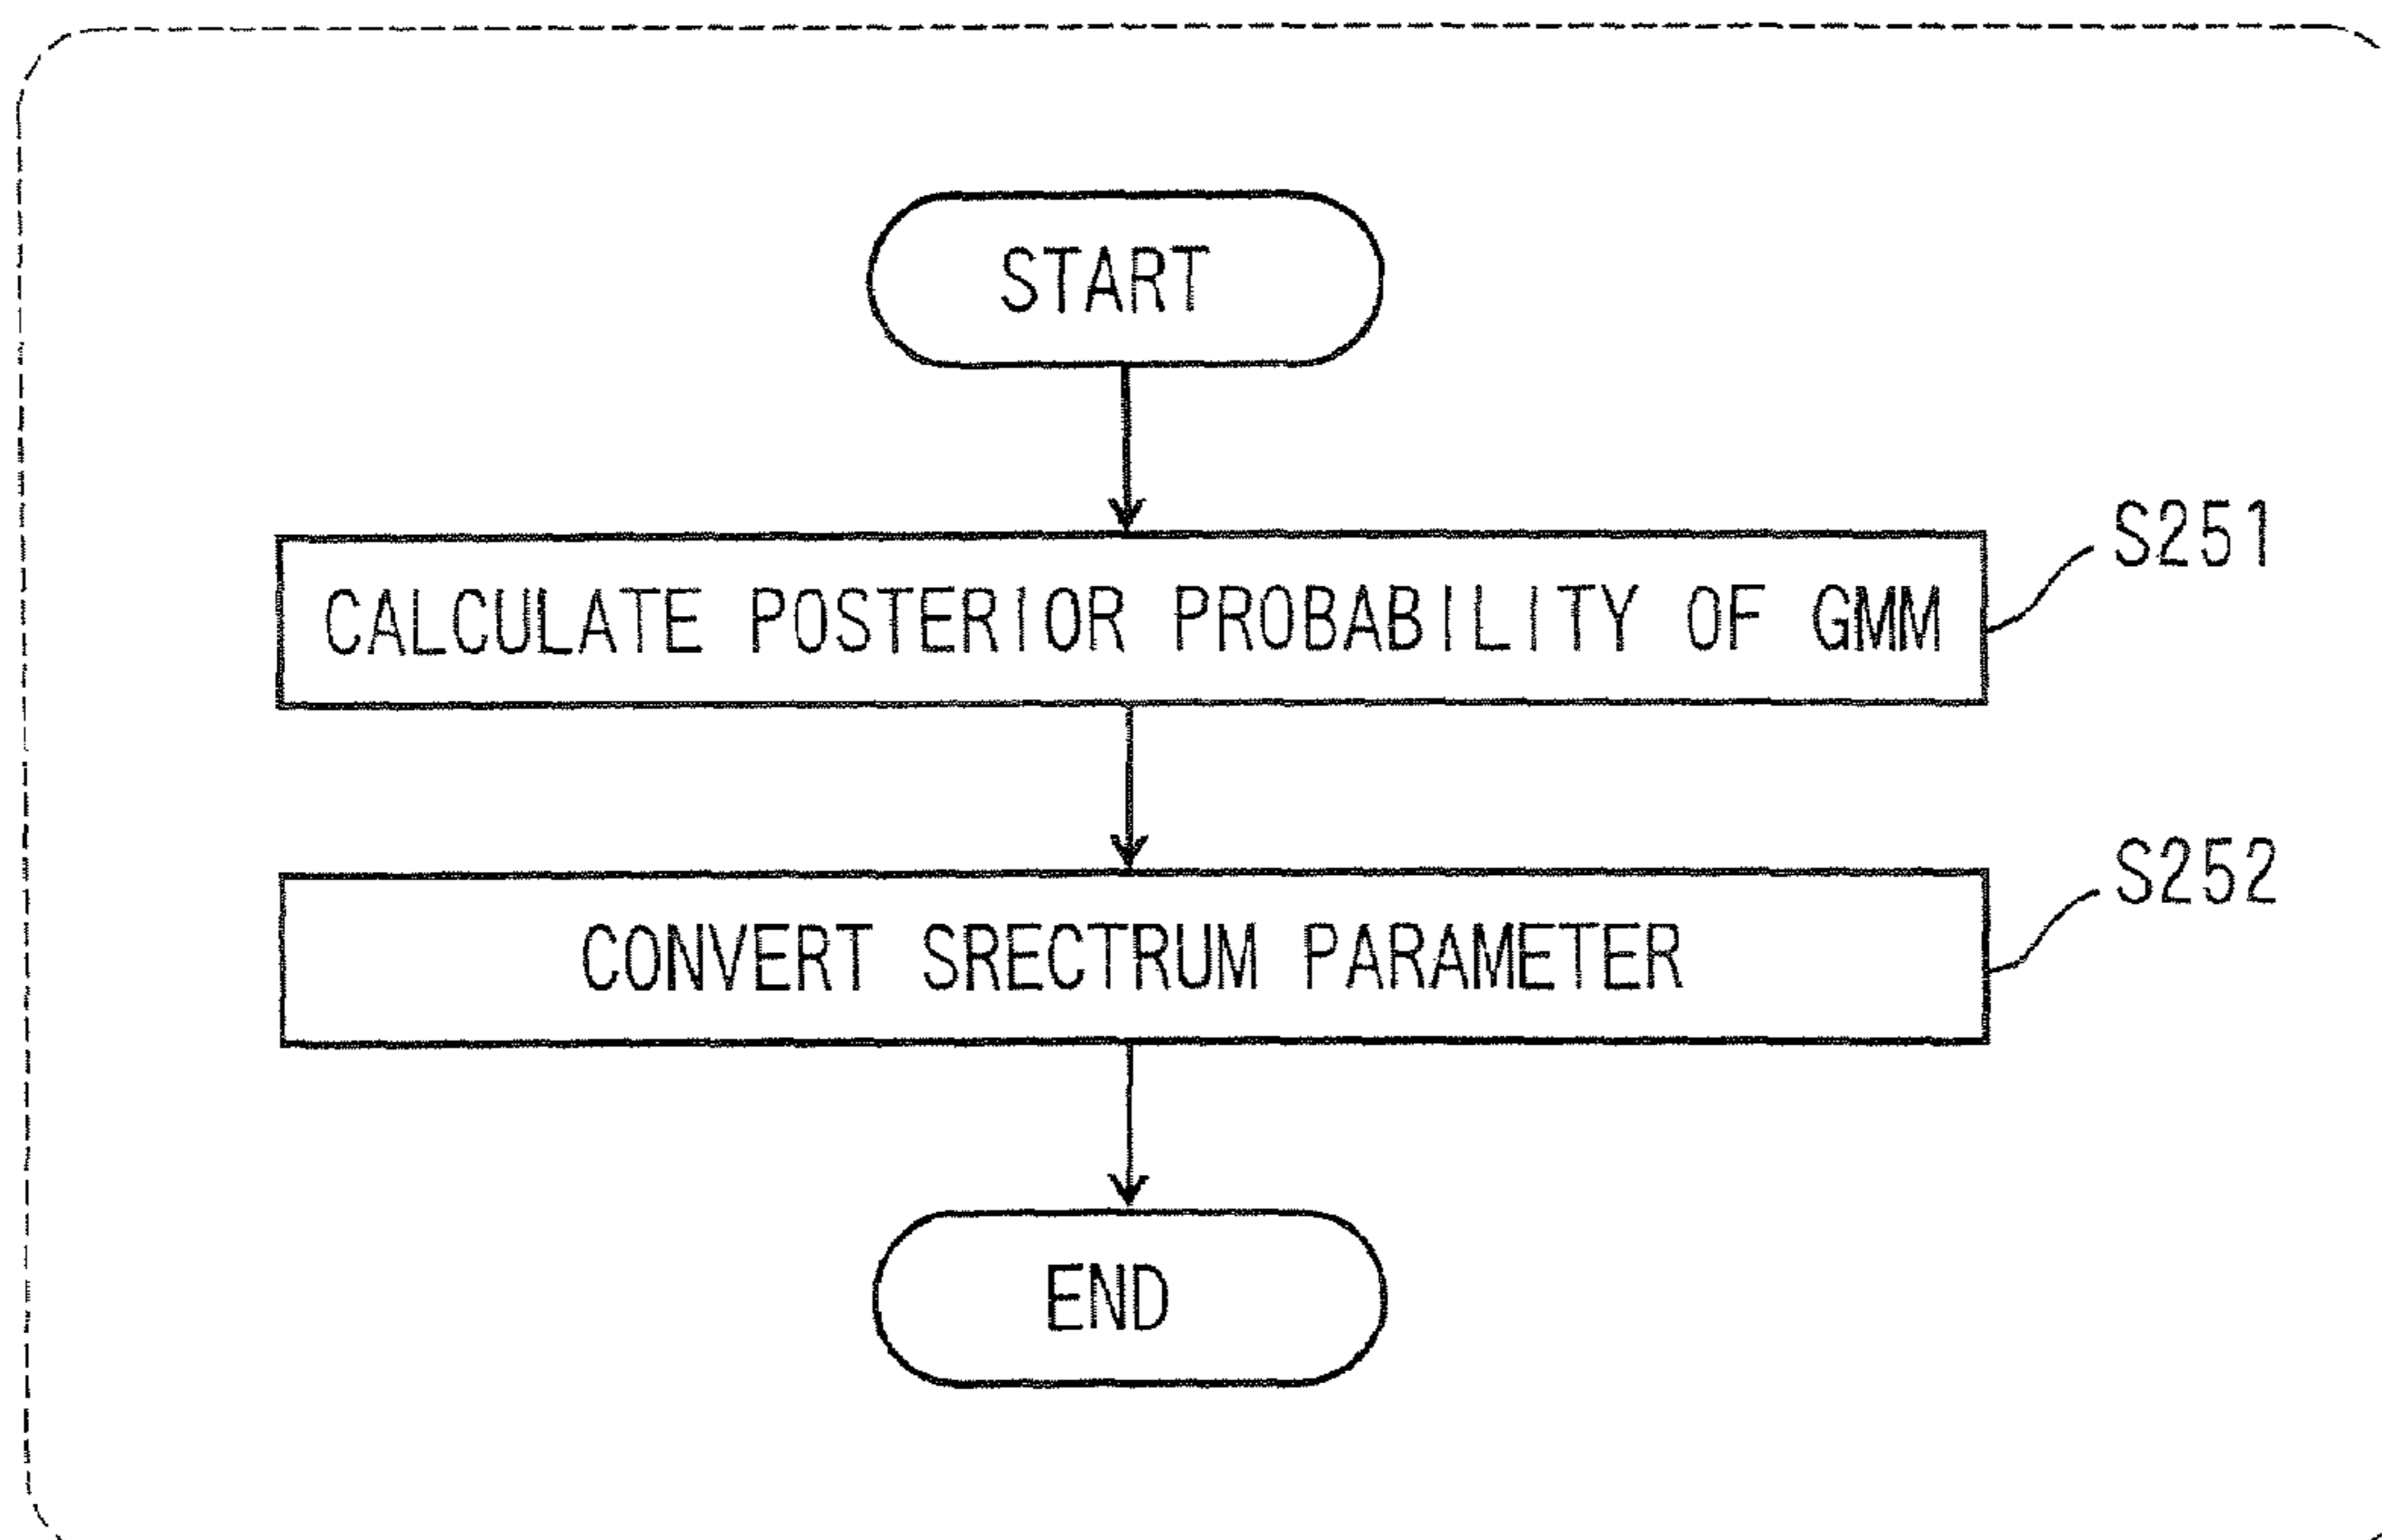 START
CALCULATE POSTERIOR PROBABILITY OF GMM
S251
CONVERT SRECTRUM PARAMETER
S252
END